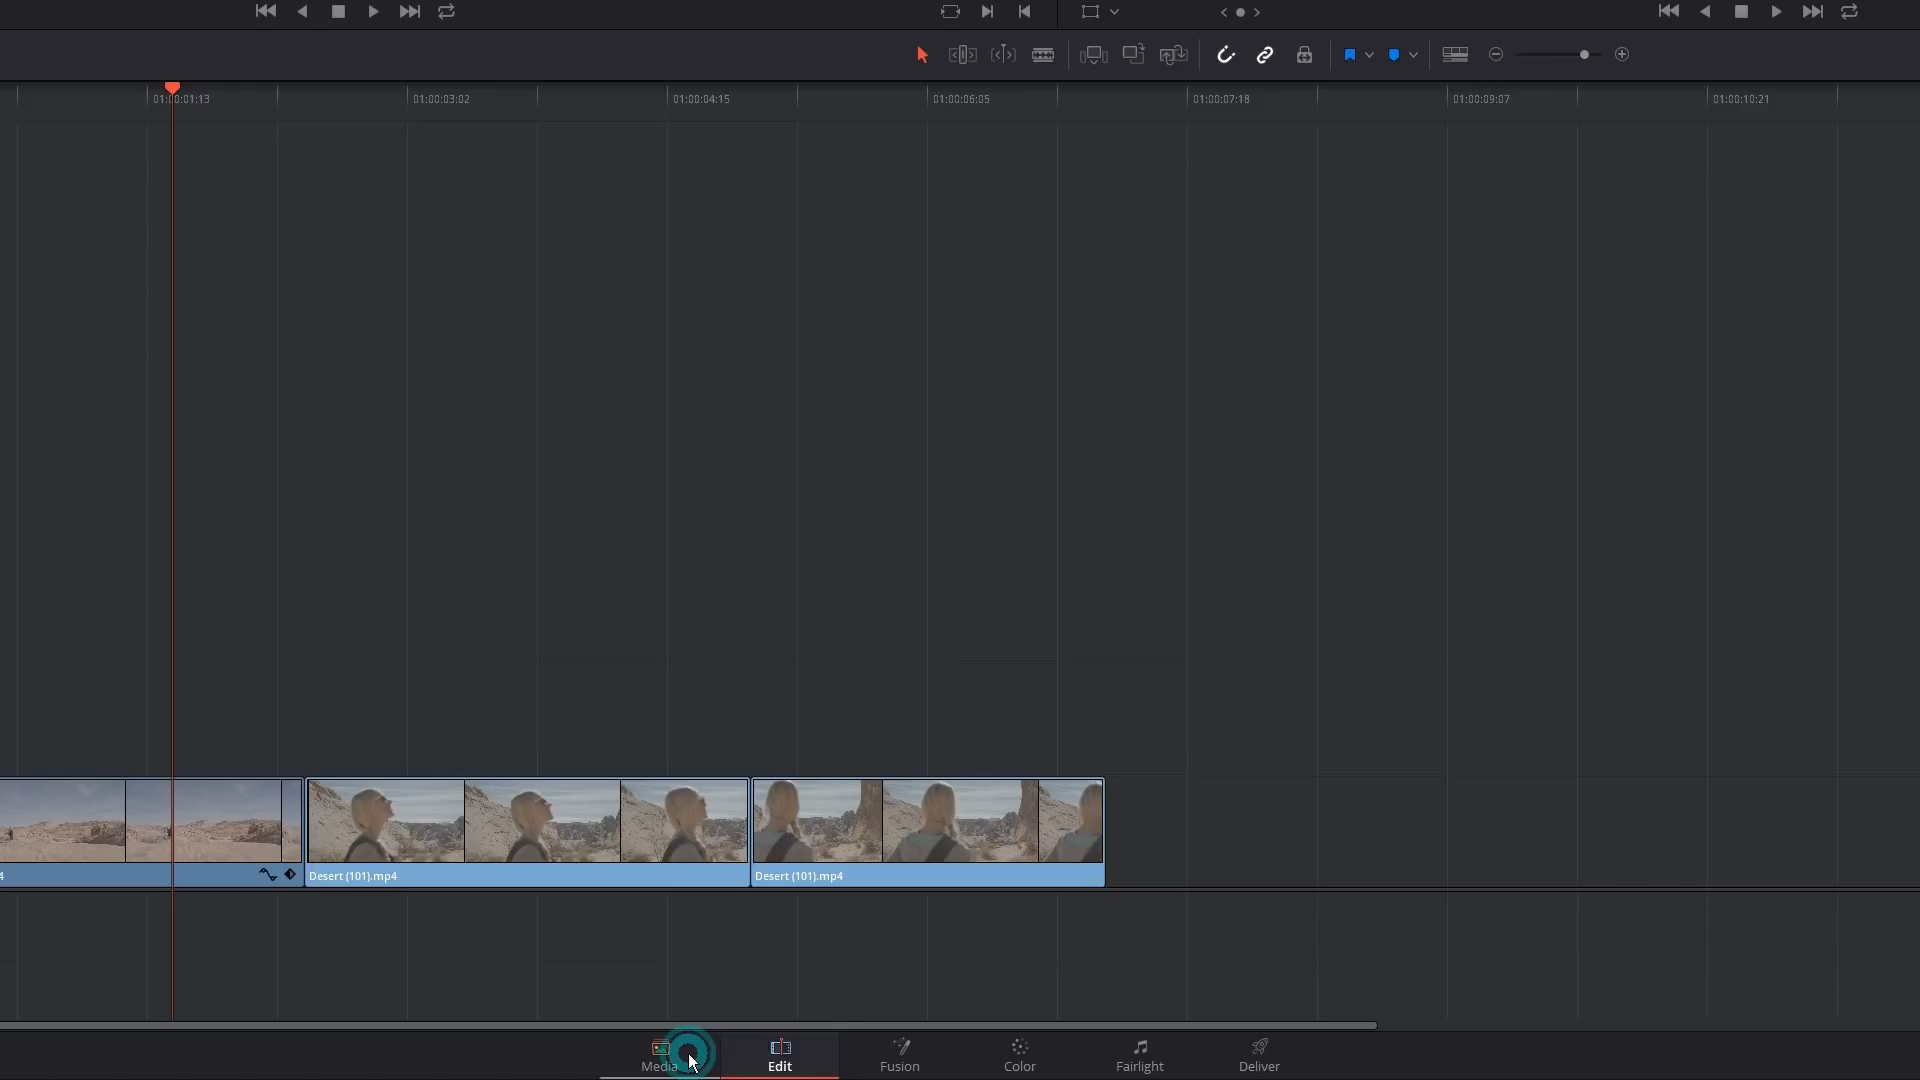 01:00:01:13
01:00:03:02
01:00:04:15
01:00:06:05
01:00:07:18
01:00:09:07
01:00:10:21
4
Desert (101).mp4
Desert (101).mp4
Media
Edit
Fusion
Color
Fairlight
Deliver